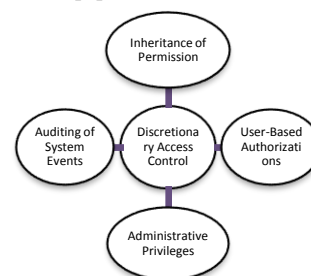 Inheritance of
Permission
Auditing of
System
Events
Discretiona
ry Access
Control
User-Based
Authorizati
ons
Administrative
Privileges